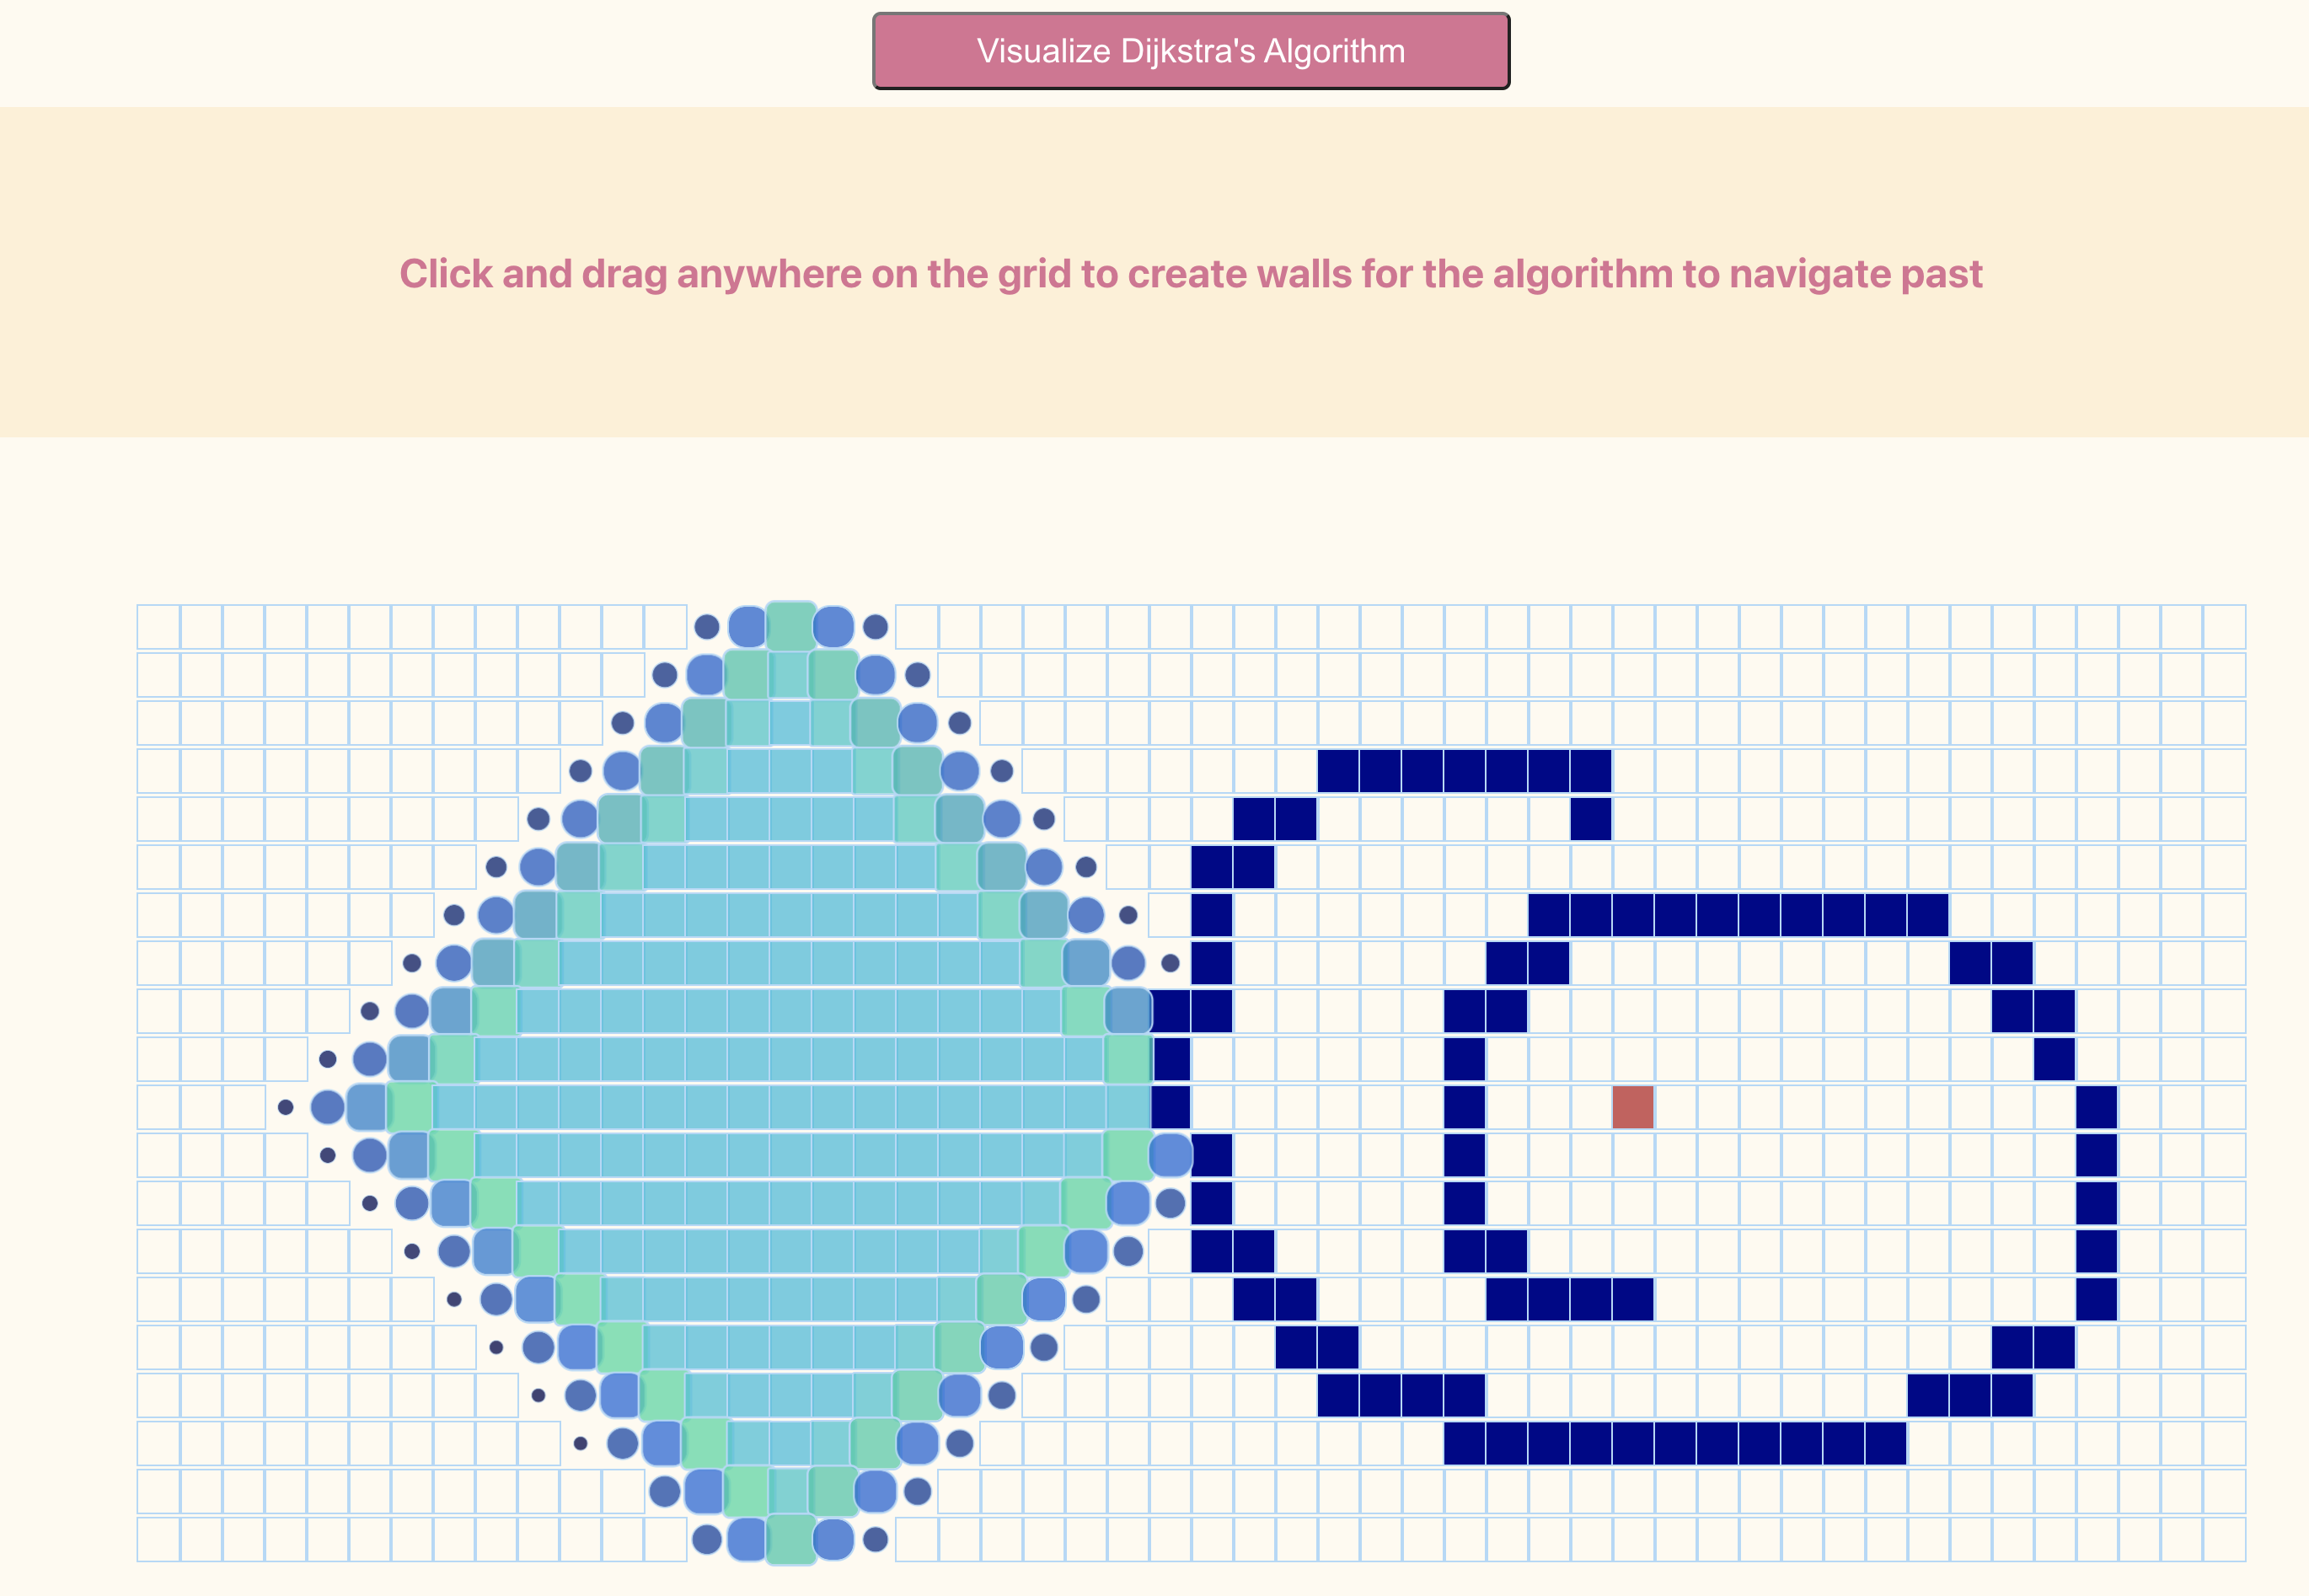 Visualize Dijkstra's Algorithm
Click and drag anywhere on the grid to create walls for the algorithm to navigate past